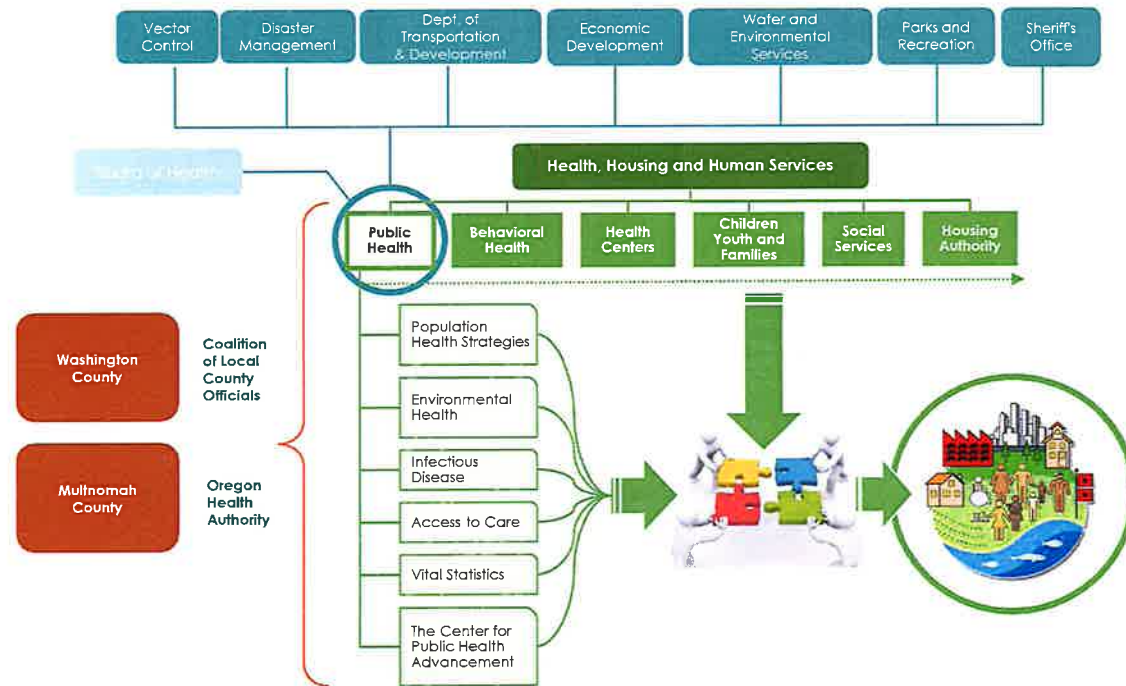 Vector
Control
Disaster
Management
Dept. of
Transportation
& Development
Economic
Development
Water and
Environmental
Services
Parks and
Recreation
Sheriff's
Office
Board of Health
Health, Housing and Human Services
Public
Health
Behavioral
Health
Health
Centers
Children
Youth and
Families
Social
Services
Housing
Authority
Washington
County
Coalition
of Local
County
Officials
Multnomah
County
Oregon
Health
Authority
Population
Health Strategies
Environmental
Health
Infectious
Disease
Access to Care
Vital Statistics
The Center for
Public Health
Advancement